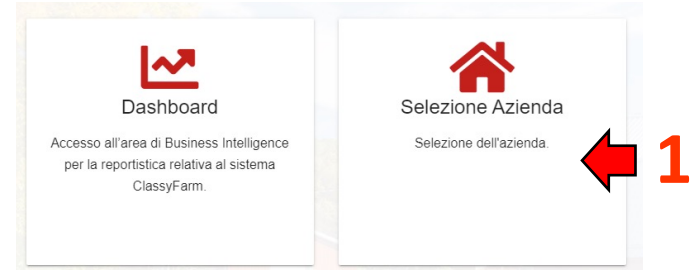 Dashboard
Accesso all'area di Business Intelligence
per la reportistica relativa al sistema
ClassyFarm.
Selezione Azienda
Selezione dell'azienda.
1